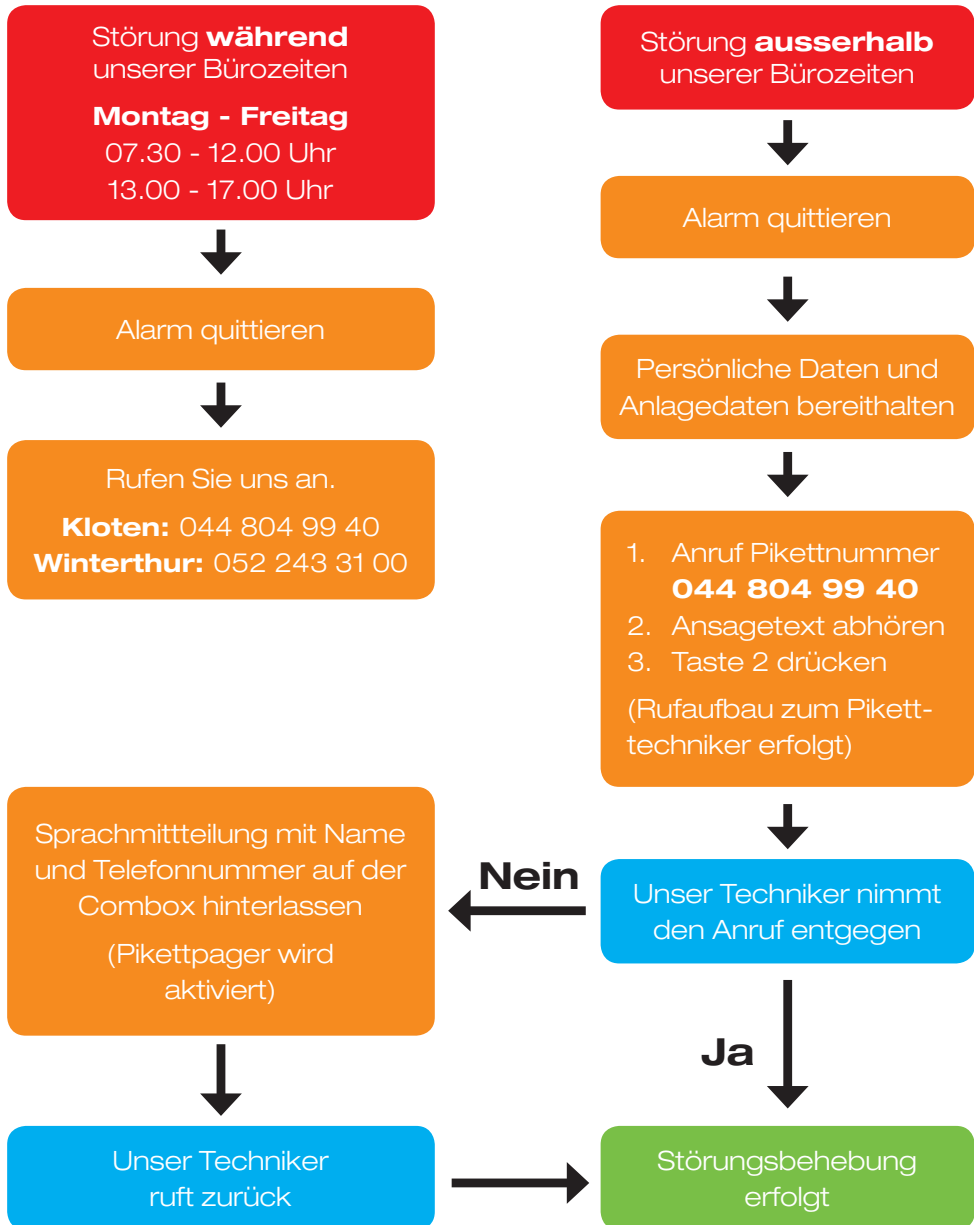 Störung während
unserer Bürozeiten
Montag - Freitag
07.30 - 12.00 Uhr
13.00 - 17.00 Uhr
Alarm quittieren
Rufen Sie uns an.
Kloten: 044 804 99 40
Winterthur: 052 243 31 00
Störung ausserhalb
unserer Bürozeiten
Alarm quittieren
Persönliche Daten und
Anlagedaten bereithalten
1. Anruf Pikettnummer
044 804 99 40
2. Ansagetext abhören
3. Taste 2 drücken
(Rufaufbau zum Pikett-
techniker erfolgt)
Unser Techniker nimmt
den Anruf entgegen
Nein
Sprachmittteilung mit Name
und Telefonnummer auf der
Combox hinterlassen
(Pikettpager wird
aktiviert)
Unser Techniker
ruft zurück
Ja
Störungsbehebung
erfolgt